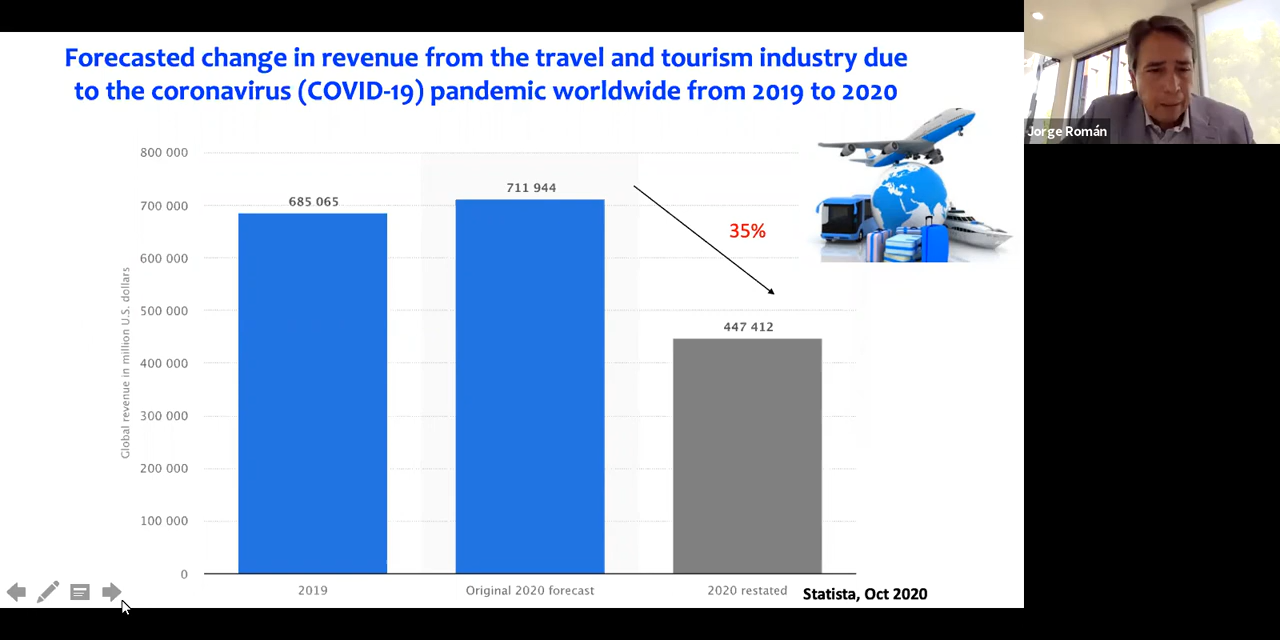 Forecasted change in revenue from the travel and tourism industry due
to the coronavirus (COVID-19) pandemic worldwide from 2019 to 2020
Jorge Román
Global revenue in million U.S. dollars
800 000
700 000
600 000
500 000
400 000
300 000
200 000
100 000
0
685 065
711 944
35%
447 412
2019
Original 2020 forecast
2020 restated
Statista, Oct 2020